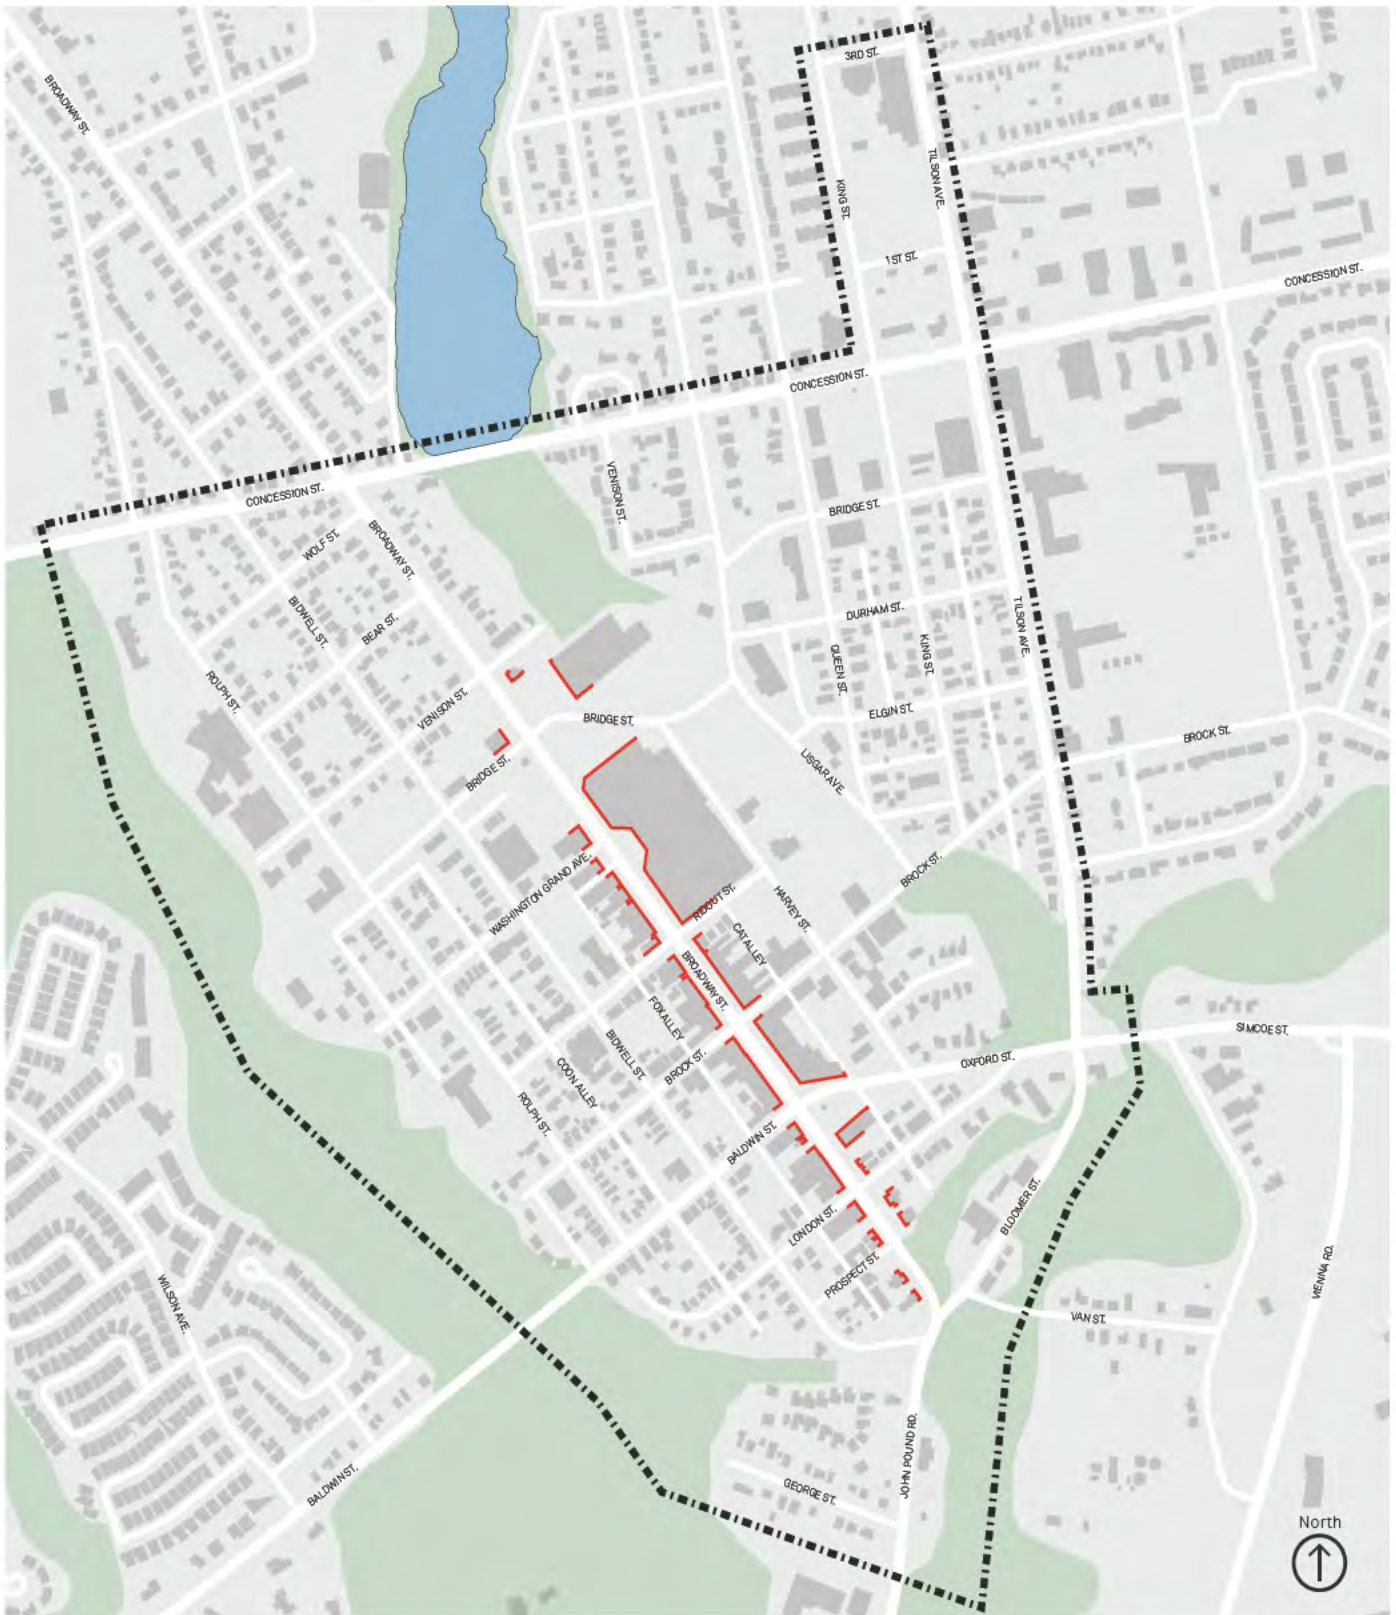 3RD ST.
BROADWAY ST.
TILSON AVE.
KING ST.
1 ST ST.
CONCESSION ST.
CONCESSION ST.
CONCESSION ST.
VENISON ST.
BRIDGE ST.
WOLF ST.
BROADWAY ST.
BIDWELL ST.
BEAR ST.
DURHAM ST.
TILSON AVE.
QUEEN ST.
KING ST.
ROLPH ST.
VENISON ST.
ELGIN ST.
BRIDGE ST.
BROCK ST.
LISGAR AVE.
BRIDGE ST.
BROCK ST.
WASHINGTON GRAND AVE.
RIDOUT ST.
HARVEY ST.
CAT ALLEY
BROADWAY ST.
FOX ALLEY
SIMCOE ST.
BIDWELL ST.
BROCK ST.
OXFORD ST.
COON ALLEY
ROLPH ST.
BALDWIN ST.
LONDON ST.
BLOOMER ST.
PROSPECT ST.
WILSON AVE.
VIENNA RD.
VAN ST.
JOHN POUND RD.
BALDWIN ST.
GEORGE ST.
North